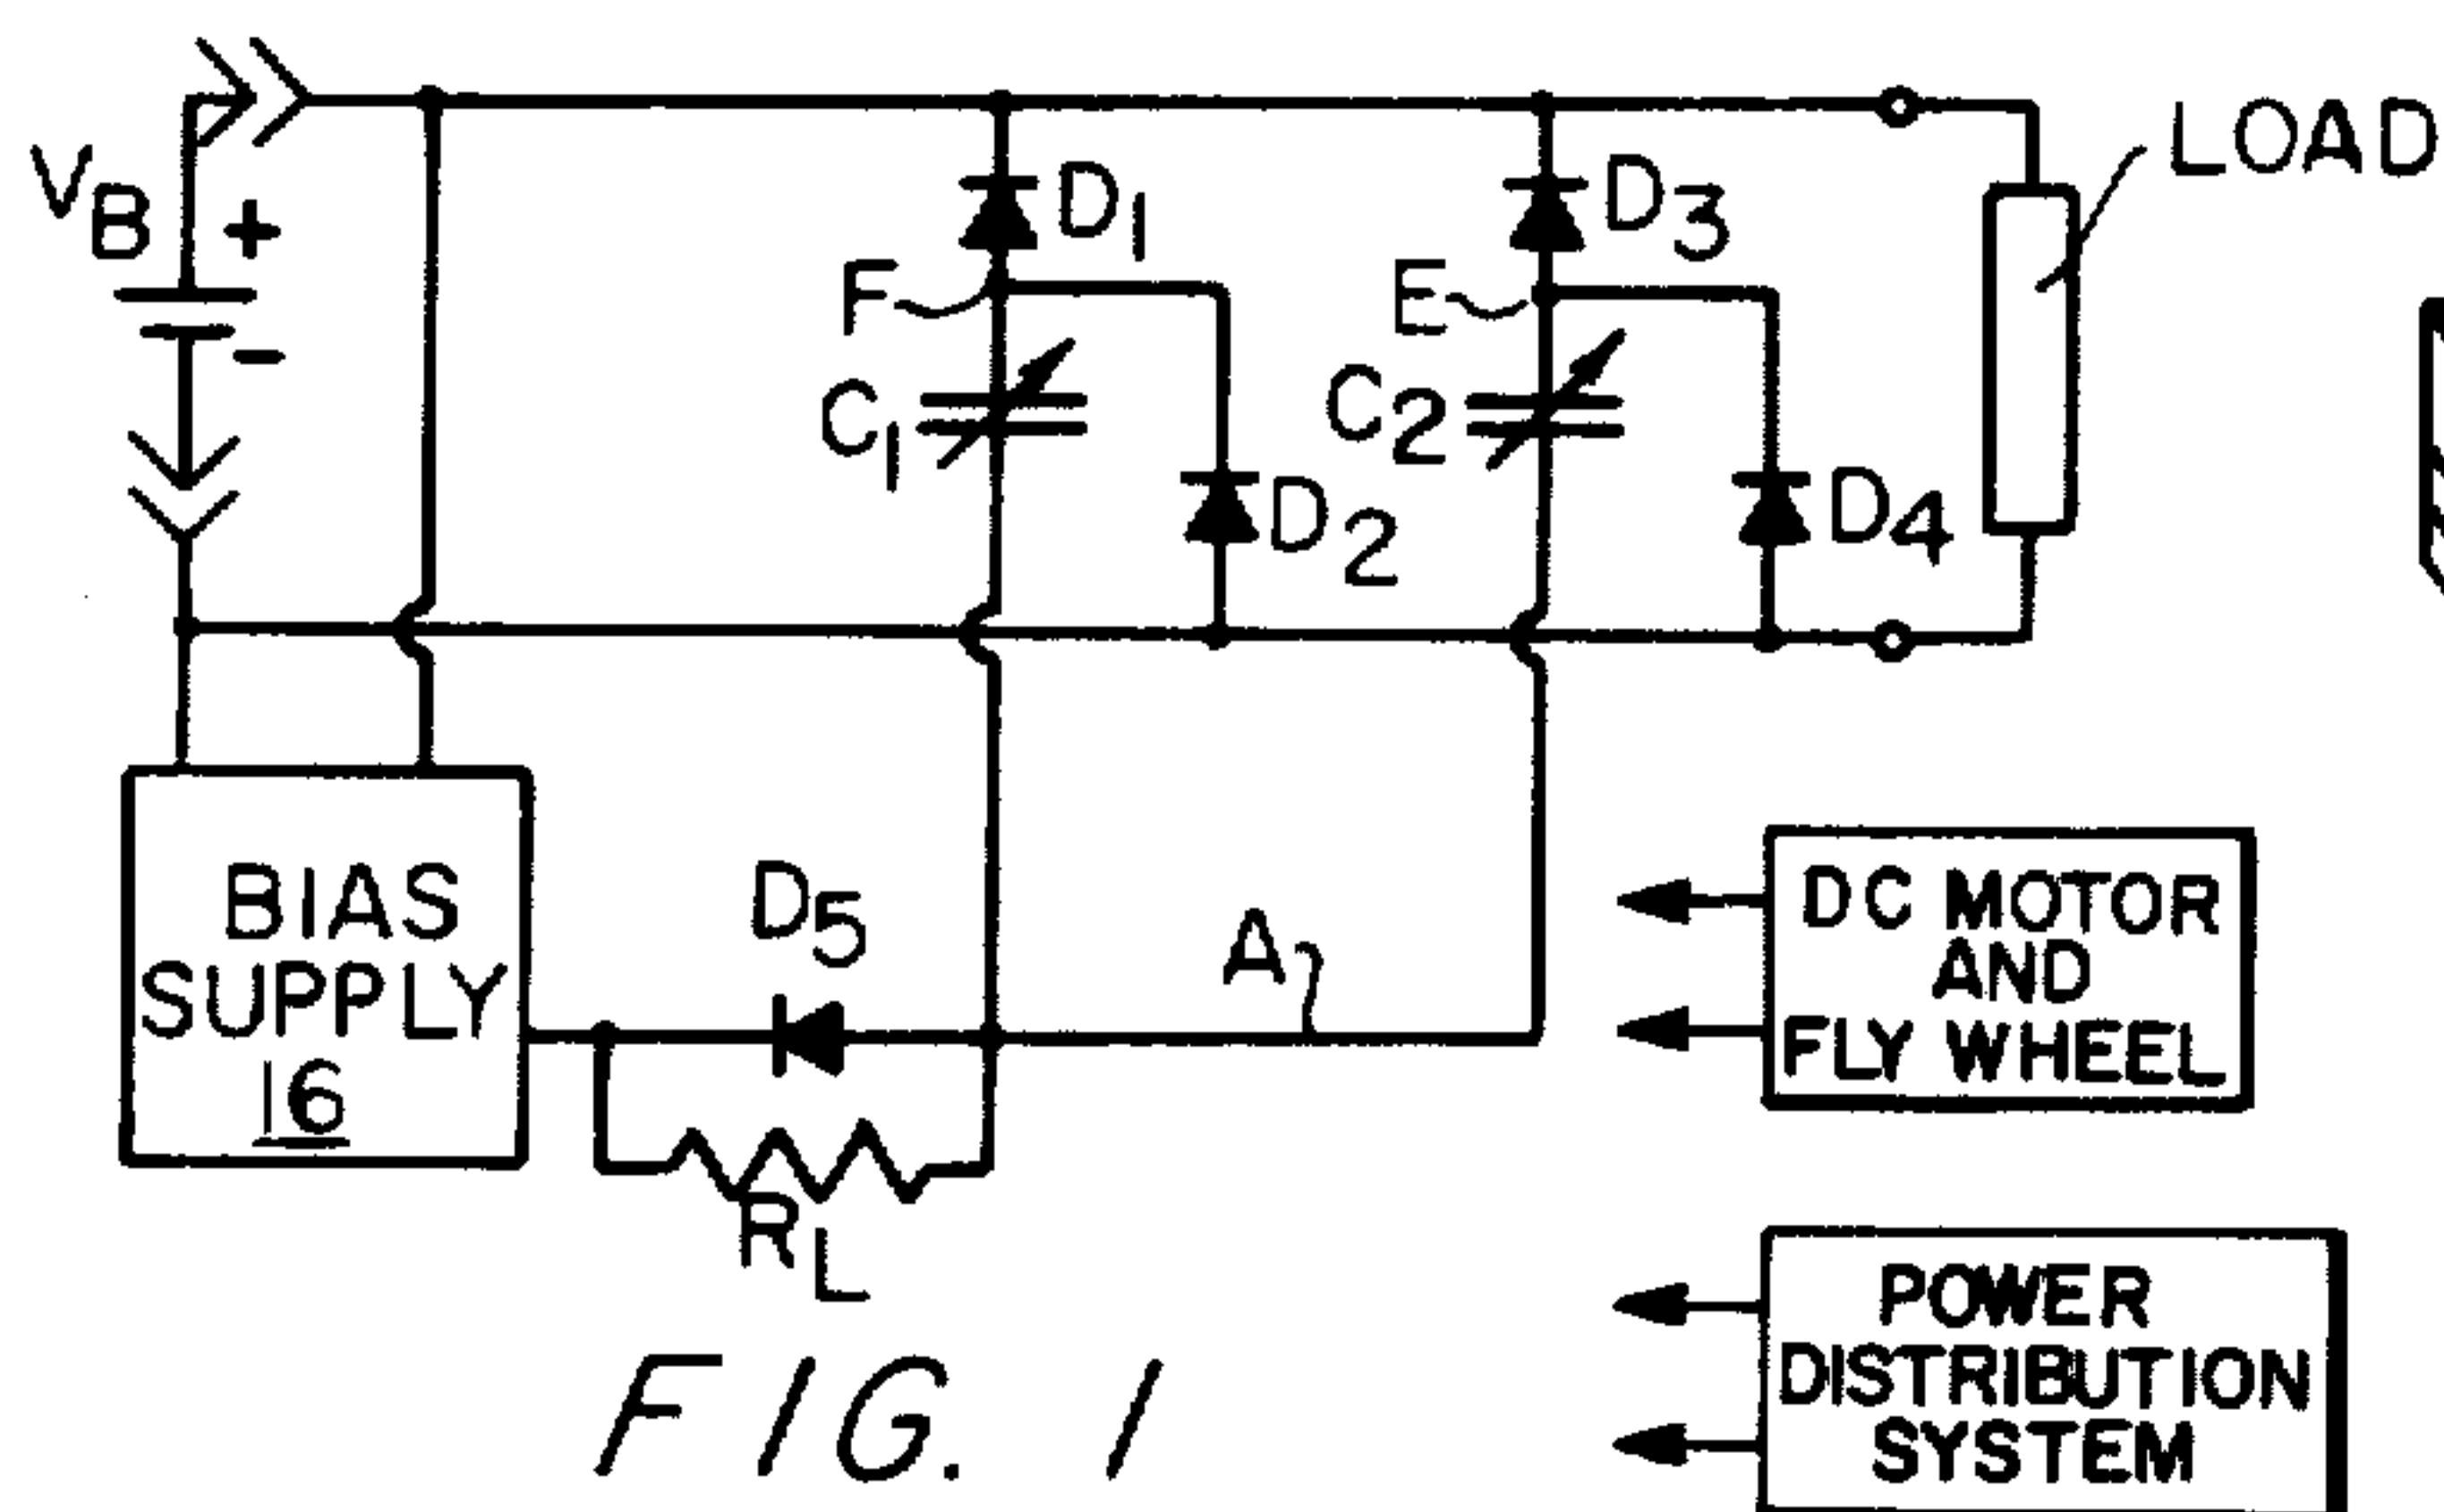 VB
+
-
D1
D3
LOAD
F
E
C1
C2
D2
D4
BIAS
SUPPLY
16
D5
A
RL
DC MOTOR
AND
FLY WHEEL
POWER
DISTRIBUTION
SYSTEM
FIG. 1